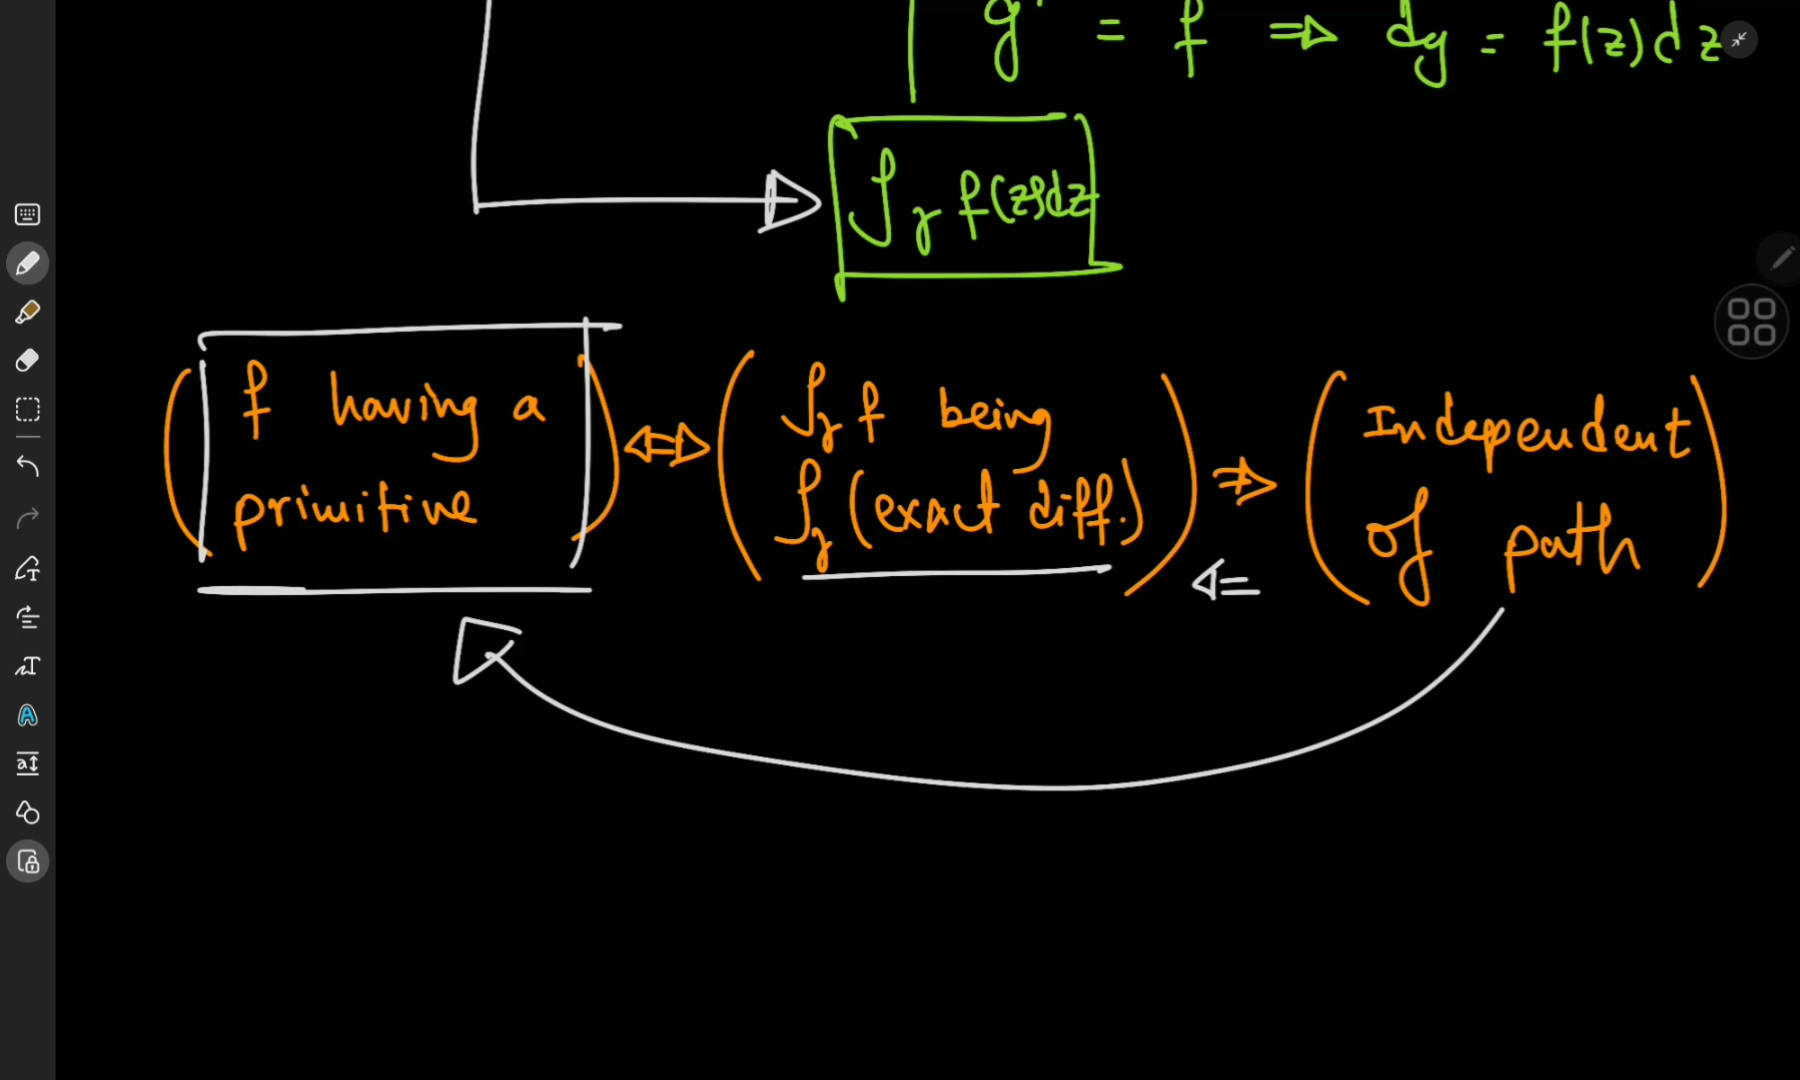 g' = f ⇒ dg = f(z)dz
∫γ f(z)dz
( f having a primitive ) ⇔ ( ∫γ f being ∫γ (exact diff.) ) ⇒ ( Independent of path )
⇐